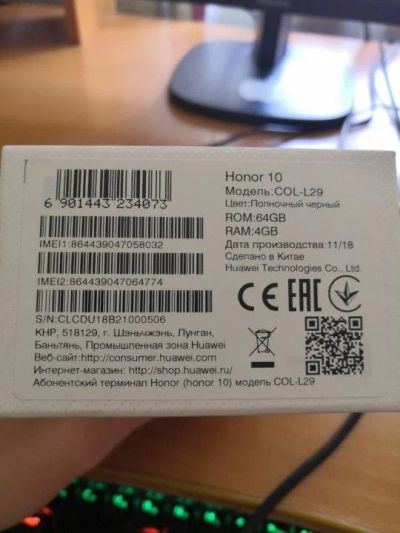 Honor 10
Модель:COL-L29
Цвет:Полночный черный
ROM:64GB
RAM:4GB
Дата производства:11/18
Сделано в Китае
Huawei Technologies Co., Ltd.
6 901443 234073
IMEI1:864439047058032
IMEI2:864439047064774
S/N:CLCDU18B21000506
CE EAC
КНР, 518129, г. Шэньчжэнь, Лунган,
Баньтянь, Промышленная зона Huawei
Веб-сайт:http://consumer.huawei.com
Интернет-магазин: http://shop.huawei.ru/
Абонентский терминал Honor (honor 10) модель COL-L29